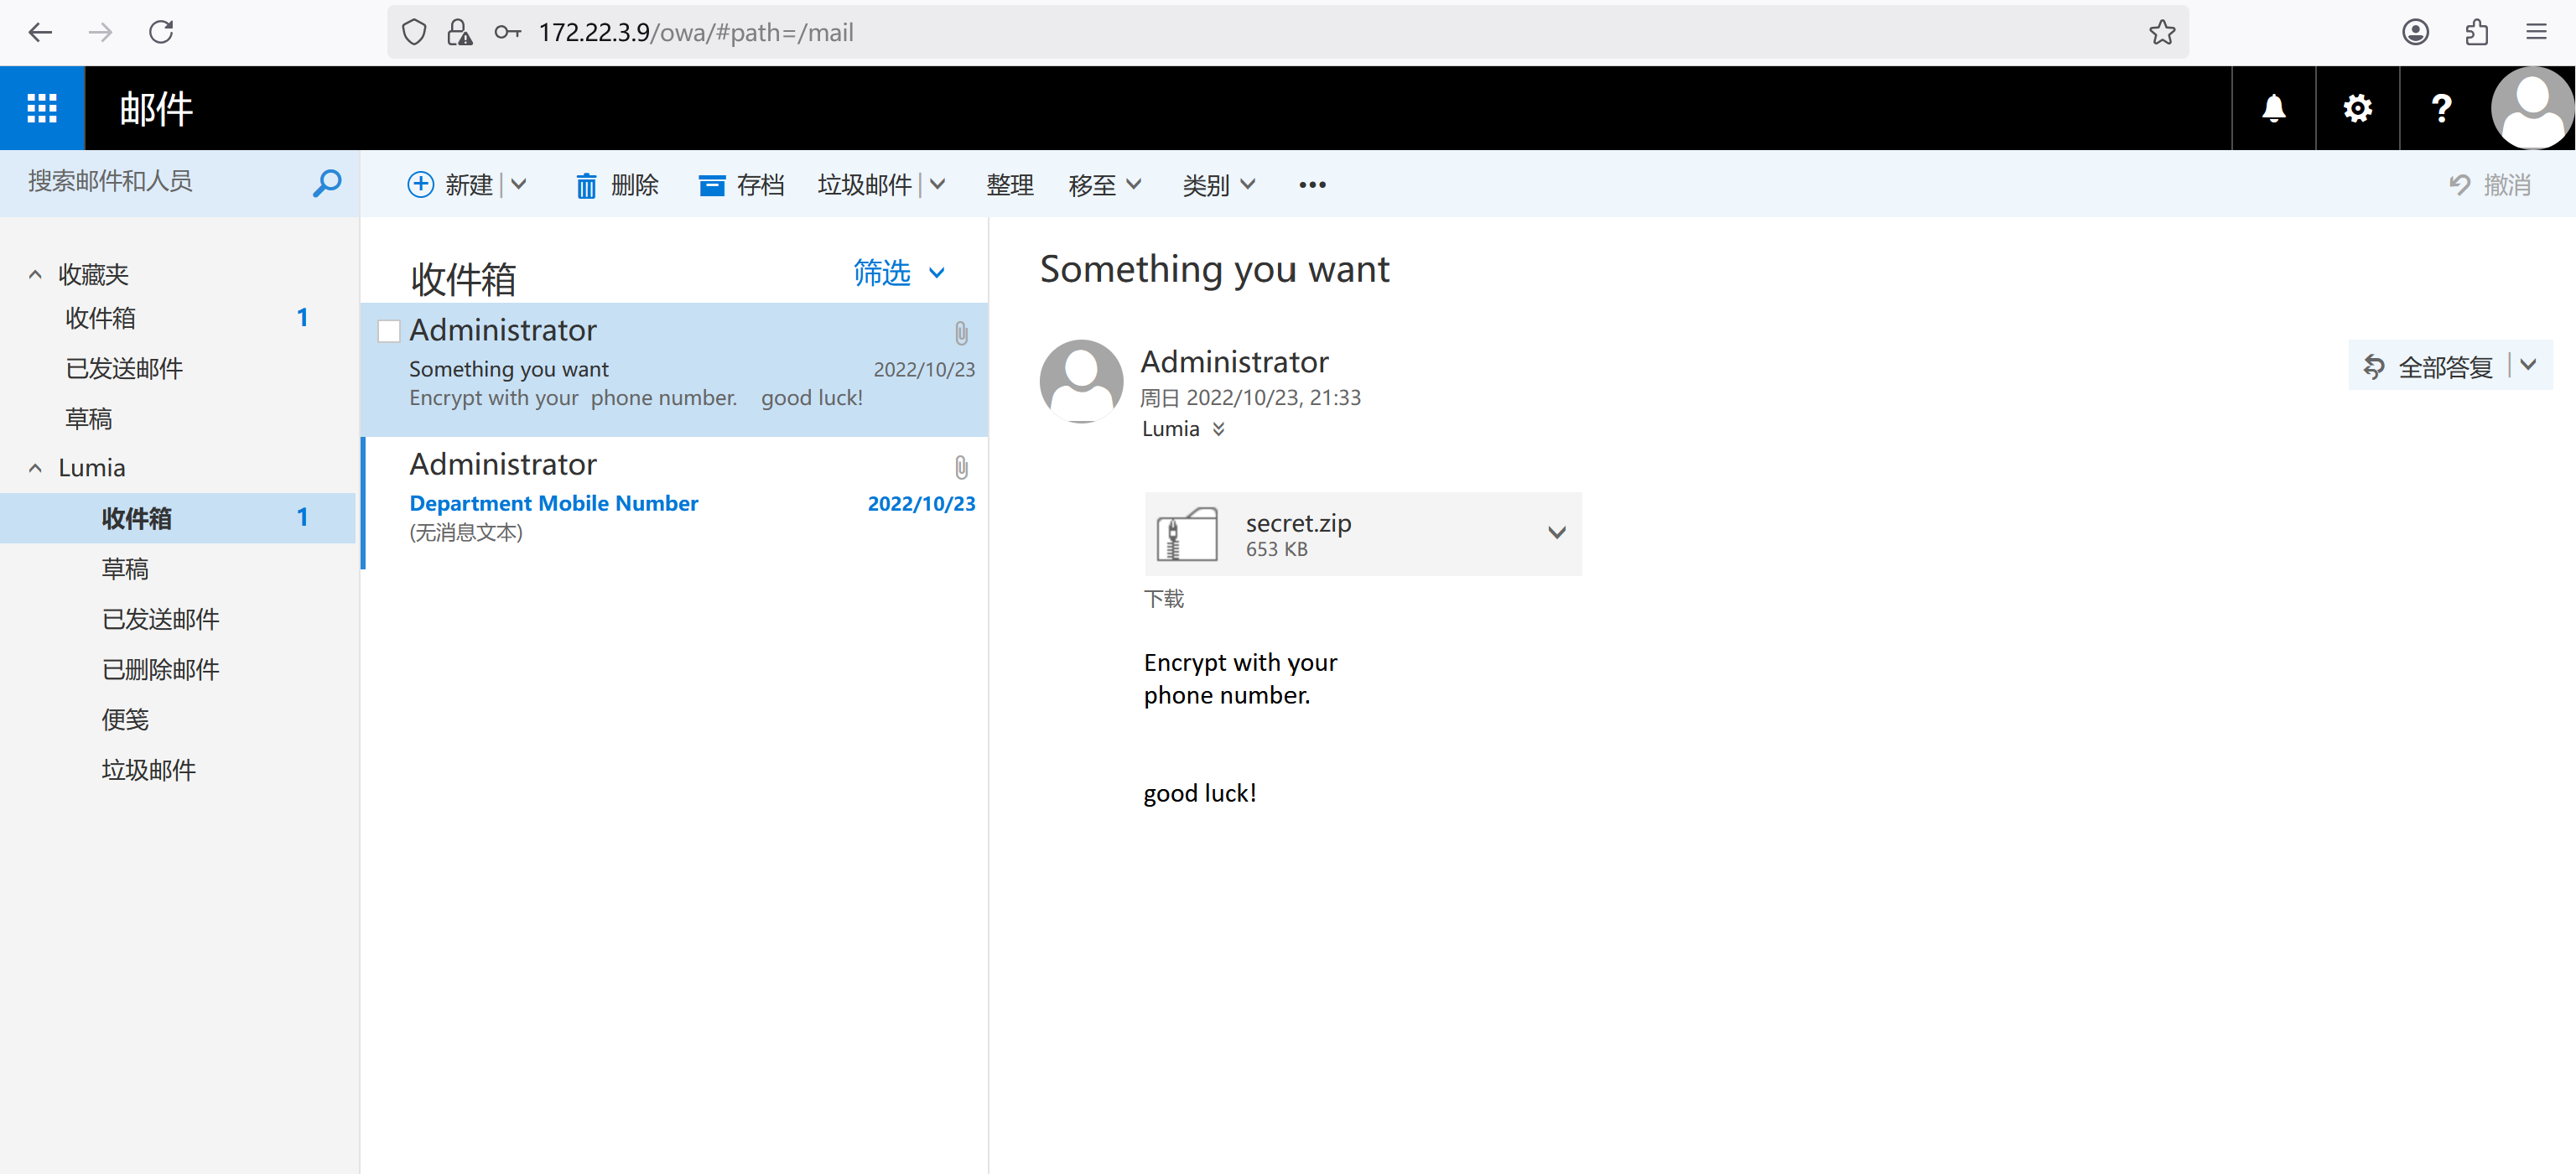 172.22.3.9/owa/#path=/mail
邮件
?
搜索邮件和人员
新建
删除
存档
垃圾邮件
整理
移至
类别
撤消
收藏夹
收件箱 1
已发送邮件
草稿
Lumia
收件箱 1
草稿
已发送邮件
已删除邮件
便笺
垃圾邮件
收件箱
筛选
Administrator
Something you want 2022/10/23
Encrypt with your phone number. good luck!
Administrator
Department Mobile Number 2022/10/23
(无消息文本)
Something you want
Administrator
周日 2022/10/23, 21:33
Lumia
全部答复
secret.zip
653 KB
下载
Encrypt with your
phone number.
good luck!